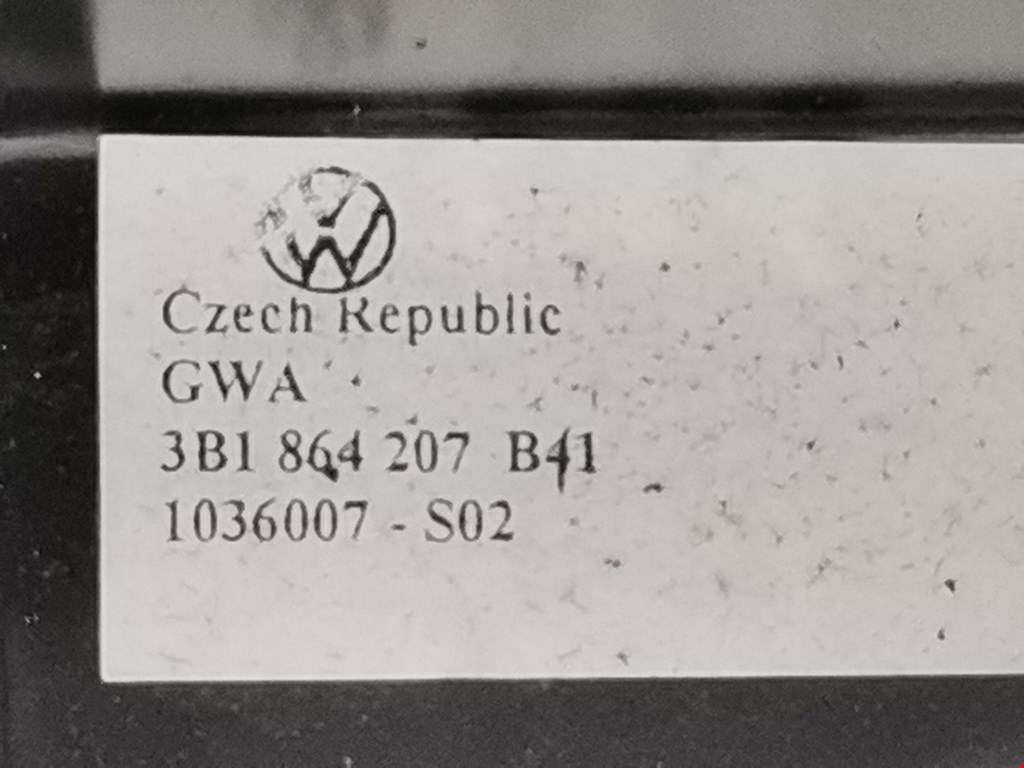 Czech Republic
GWA
3B1 864 207 B41
1036007 - S02